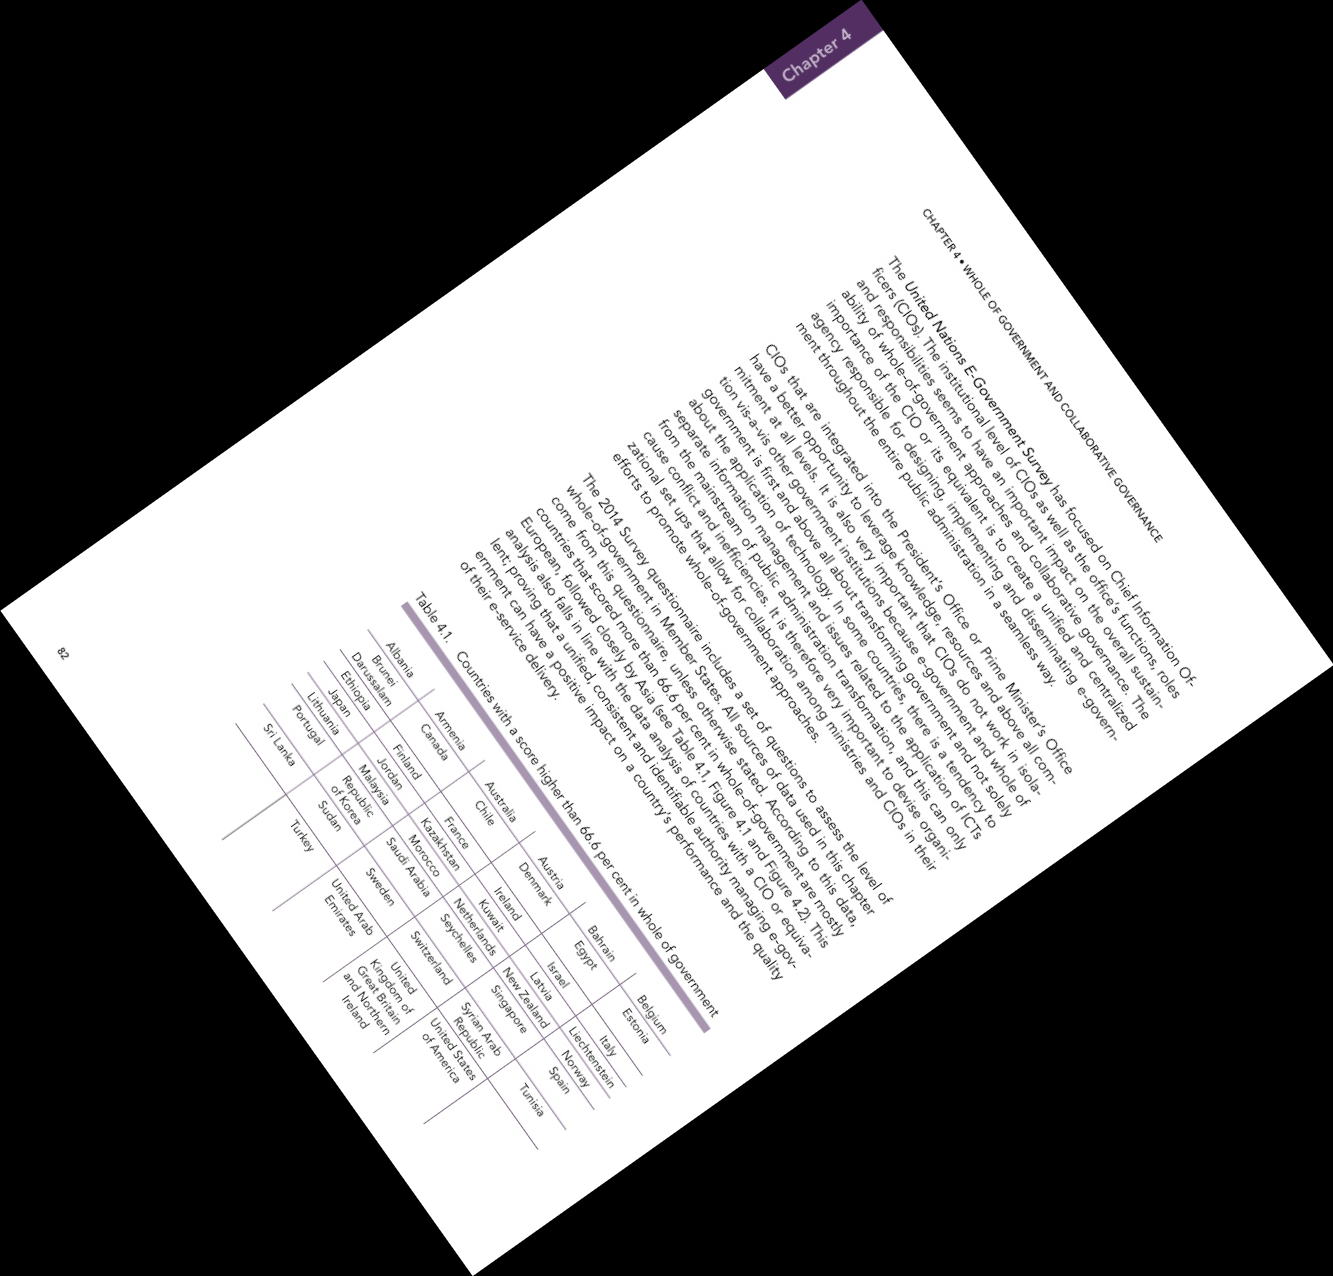 Chapter 4
CHAPTER 4 • WHOLE OF GOVERNMENT AND COLLABORATIVE GOVERNANCE
The United Nations E-Government Survey has focused on Chief Information Of-
ficers (CIOs). The institutional level of CIOs as well as the office's functions, roles
and responsibilities seems to have an important impact on the overall sustain-
ability of whole-of-government approaches and collaborative governance. The
importance of the CIO or its equivalent is to create a unified and centralized
agency responsible for designing, implementing and disseminating e-govern-
ment throughout the entire public administration in a seamless way.
CIOs that are integrated into the President's Office or Prime Minister's Office
have a better opportunity to leverage knowledge, resources and above all com-
mitment at all levels. It is also very important that CIOs do not work in isola-
tion vis-a-vis other government institutions because e-government and whole of
government is first and above all about transforming government and not solely
about the application of technology. In some countries, there is a tendency to
separate information management and issues related to the application of ICTs
from the mainstream of public administration transformation, and this can only
cause conflict and inefficiencies. It is therefore very important to devise organi-
zational set ups that allow for collaboration among ministries and CIOs in their
efforts to promote whole-of-government approaches.
The 2014 Survey questionnaire includes a set of questions to assess the level of
whole-of-government in Member States. All sources of data used in this chapter
come from this questionnaire, unless otherwise stated. According to this data,
countries that scored more than 66.6 per cent in whole-of-government are mostly
European, followed closely by Asia (see Table 4.1, Figure 4.1 and Figure 4.2). This
analysis also falls in line with the data analysis of countries with a CIO or equiva-
lent; proving that a unified, consistent and identifiable authority managing e-gov-
ernment can have a positive impact on a country's performance and the quality
of their e-service delivery.
Table 4.1. Countries with a score higher than 66.6 per cent in whole of government
Albania Armenia Australia Austria Bahrain Belgium
Brunei Darussalam Canada Chile Denmark Egypt Estonia
Ethiopia Finland France Ireland Israel Italy
Japan Jordan Kazakhstan Kuwait Latvia Liechtenstein
Lithuania Malaysia Morocco Netherlands New Zealand Norway
Portugal Republic of Korea Saudi Arabia Seychelles Singapore Spain
Sri Lanka Sudan Sweden Switzerland Syrian Arab Republic Tunisia
Turkey United Arab Emirates United Kingdom of Great Britain and Northern Ireland United States of America
82